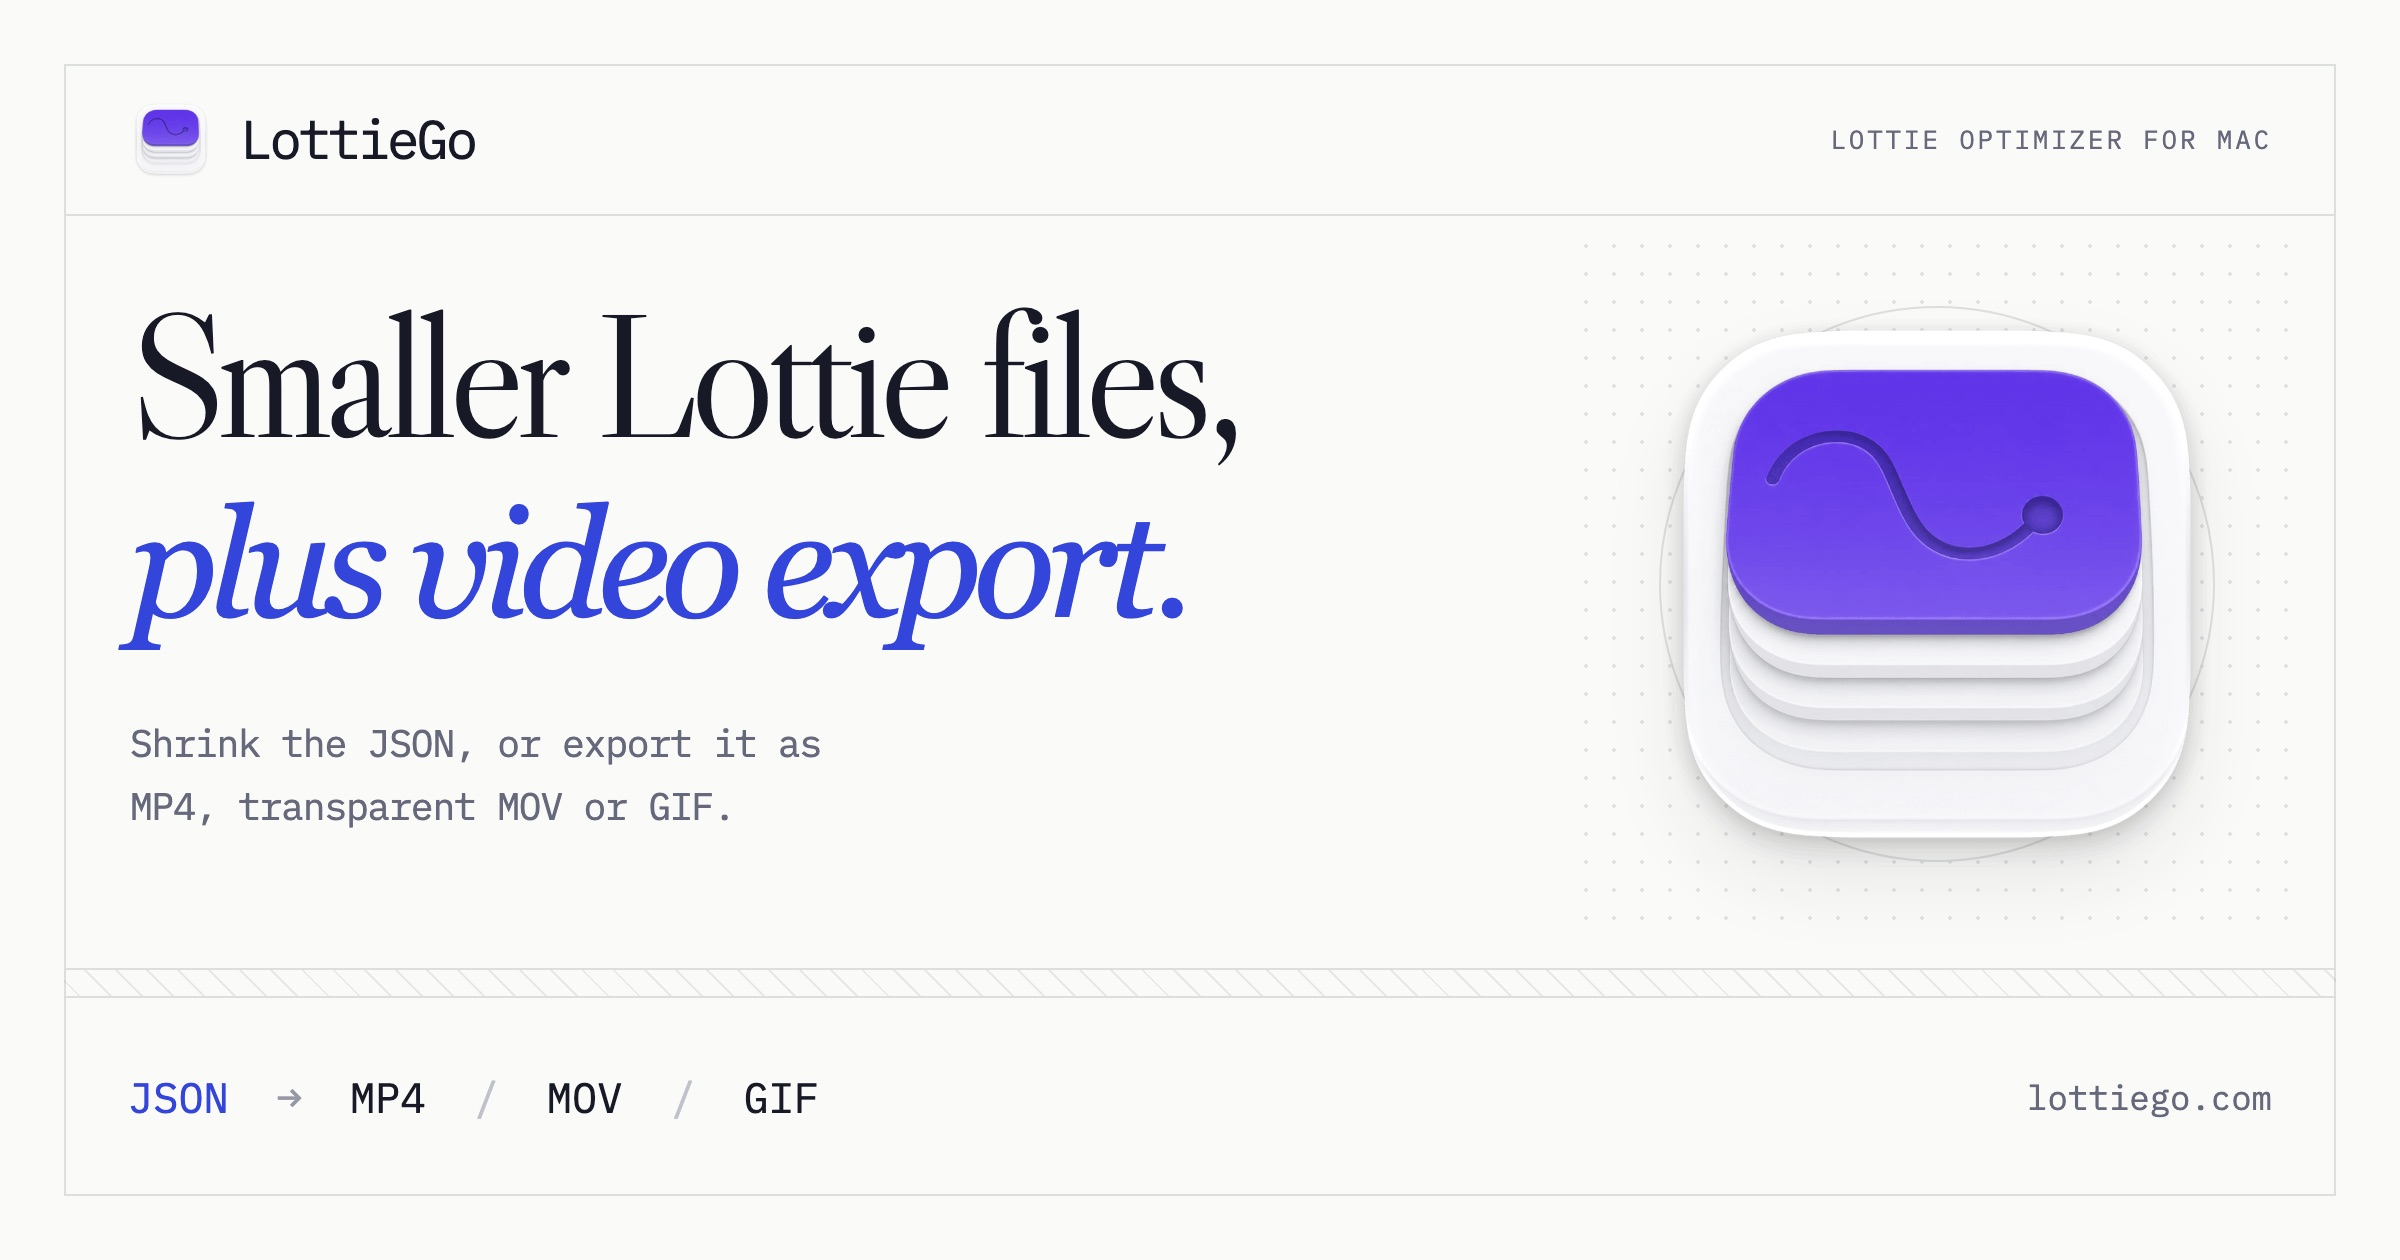 LottieGo
LOTTIE OPTIMIZER FOR MAC
Smaller Lottie files,
plus video export.
Shrink the JSON, or export it as
MP4, transparent MOV or GIF.
JSON → MP4 / MOV / GIF
lottiego.com